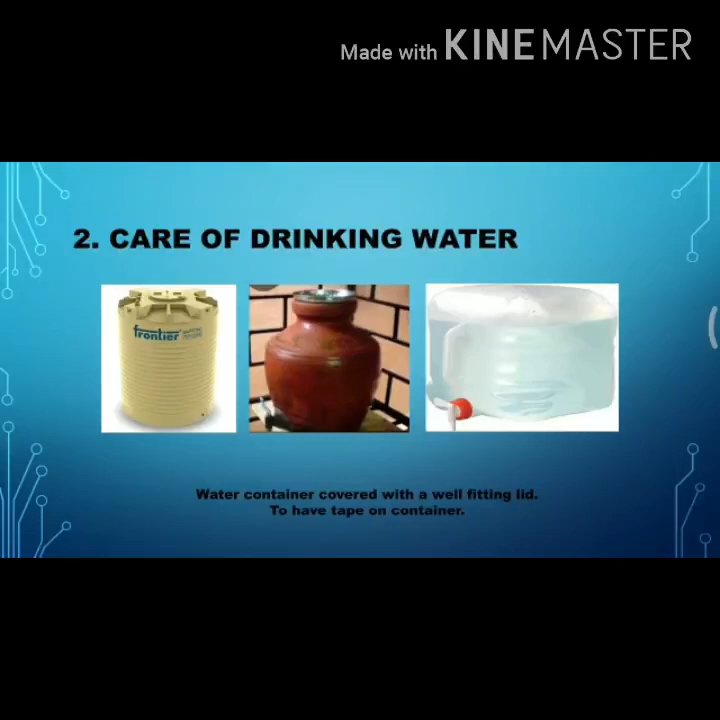 Made with KINEMASTER
2. CARE OF DRINKING WATER
frontier
Water container covered with a well fitting lid.
To have tape on container.